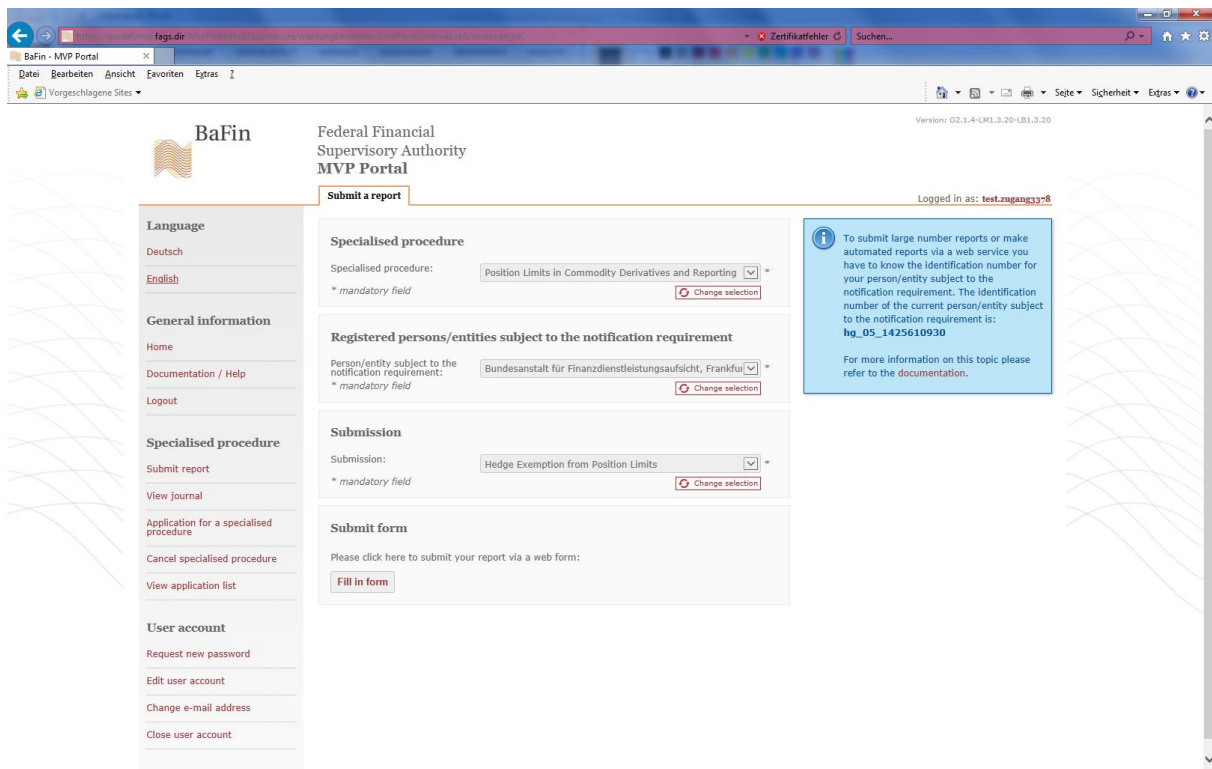 fags.dir
Zertifikatfehler
Suchen...
BaFin - MVP Portal
Datei Bearbeiten Ansicht Favoriten Extras ?
Vorgeschlagene Sites
Seite Sicherheit Extras
Version: G2.1.4-LM1.3.20-LB1.3.20
BaFin
Federal Financial
Supervisory Authority
MVP Portal
Submit a report
Logged in as: test.zugang3378
Language
Deutsch
English
General information
Home
Documentation / Help
Logout
Specialised procedure
Submit report
View journal
Application for a specialised
procedure
Cancel specialised procedure
View application list
User account
Request new password
Edit user account
Change e-mail address
Close user account
Specialised procedure
Specialised procedure:
Position Limits in Commodity Derivatives and Reporting *
* mandatory field
Change selection
Registered persons/entities subject to the notification requirement
Person/entity subject to the
notification requirement:
Bundesanstalt für Finanzdienstleistungsaufsicht, Frankfur *
* mandatory field
Change selection
Submission
Submission:
Hedge Exemption from Position Limits *
* mandatory field
Change selection
Submit form
Please click here to submit your report via a web form:
Fill in form
To submit large number reports or make
automated reports via a web service you
have to know the identification number for
your person/entity subject to the
notification requirement. The identification
number of the current person/entity subject
to the notification requirement is:
hg_05_1425610930
For more information on this topic please
refer to the documentation.